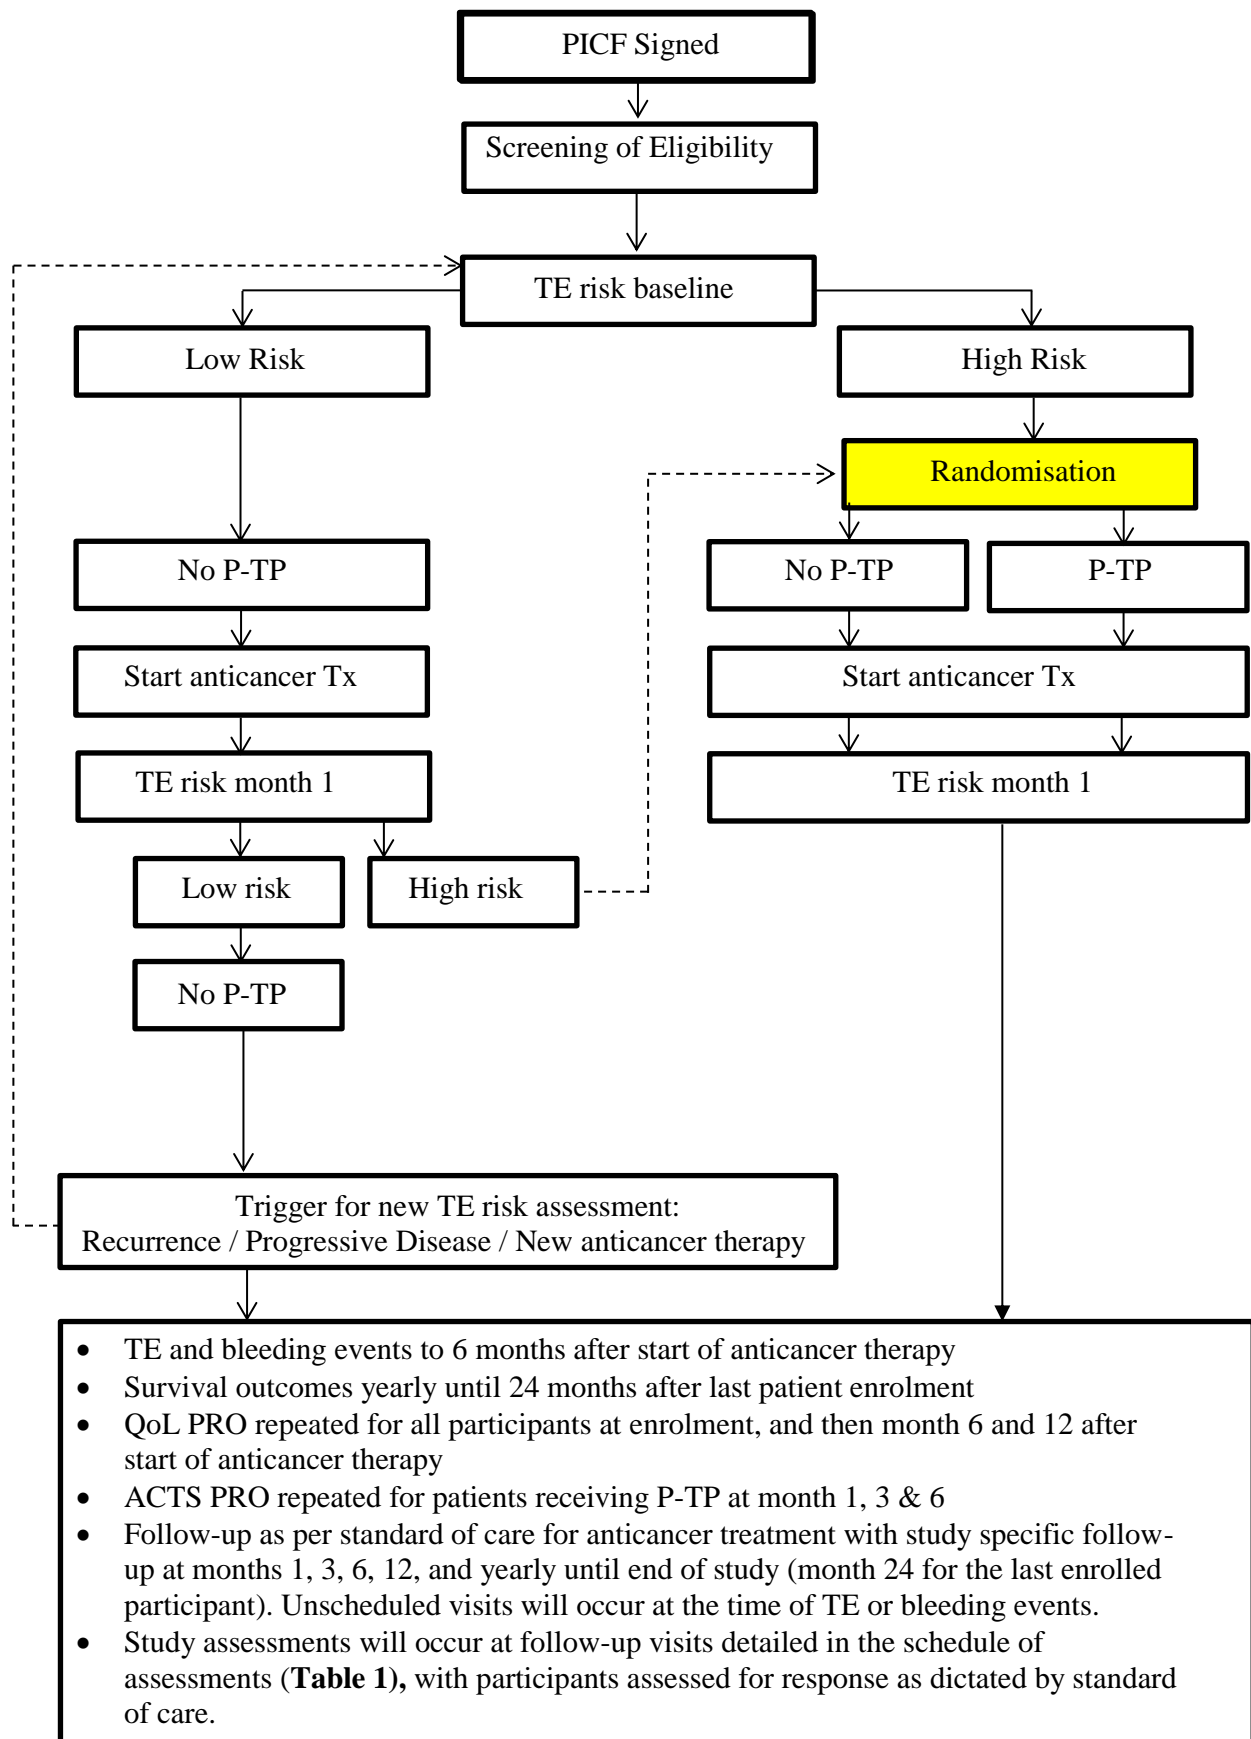 PICF Signed
Screening of Eligibility
TE risk baseline
Low Risk
High Risk
Randomisation
No P-TP
No P-TP
P-TP
Start anticancer Tx
Start anticancer Tx
TE risk month 1
TE risk month 1
Low risk
High risk
No P-TP
Trigger for new TE risk assessment:
Recurrence / Progressive Disease / New anticancer therapy
• TE and bleeding events to 6 months after start of anticancer therapy
• Survival outcomes yearly until 24 months after last patient enrolment
• QoL PRO repeated for all participants at enrolment, and then month 6 and 12 after
start of anticancer therapy
• ACTS PRO repeated for patients receiving P-TP at month 1, 3 & 6
• Follow-up as per standard of care for anticancer treatment with study specific follow-
up at months 1, 3, 6, 12, and yearly until end of study (month 24 for the last enrolled
participant). Unscheduled visits will occur at the time of TE or bleeding events.
• Study assessments will occur at follow-up visits detailed in the schedule of
assessments (Table 1), with participants assessed for response as dictated by standard
of care.